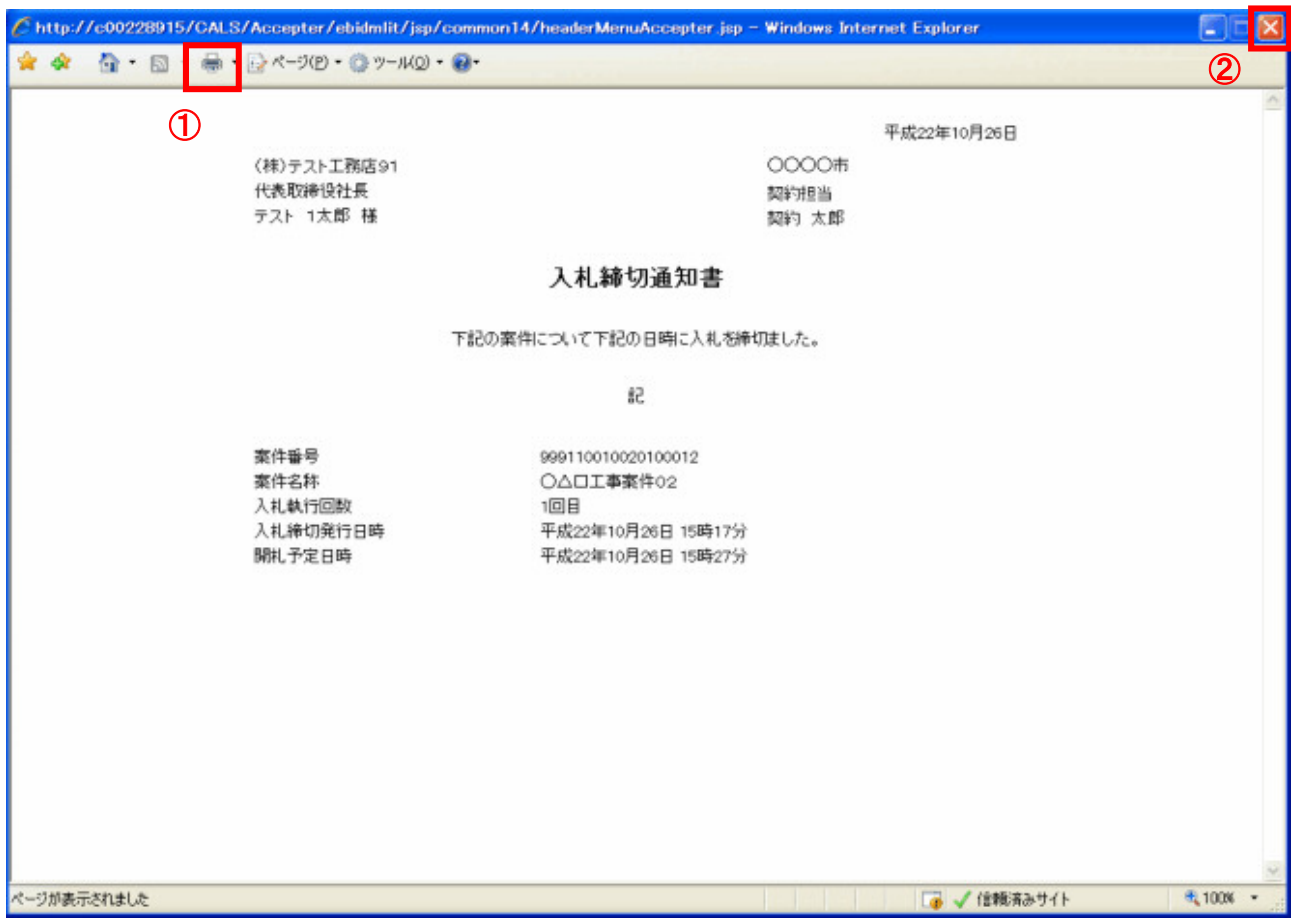 http://c00228915/CALS/Accepter/ebidmlit/jsp/common14/headerMenuAccepter.jsp - Windows Internet Explorer
ページ(P) ツール(O)
②
①
平成22年10月26日
(株)テスト工務店91 〇〇〇〇市
代表取締役社長 契約担当
テスト 1太郎 様 契約 太郎
入札締切通知書
下記の案件について下記の日時に入札を締切ました。
記
案件番号 999110010020100012
案件名称 〇△口工事案件02
入札執行回数 1回目
入札締切発行日時 平成22年10月26日 15時17分
開札予定日時 平成22年10月26日 15時27分
ページが表示されました 信頼済みサイト 100%